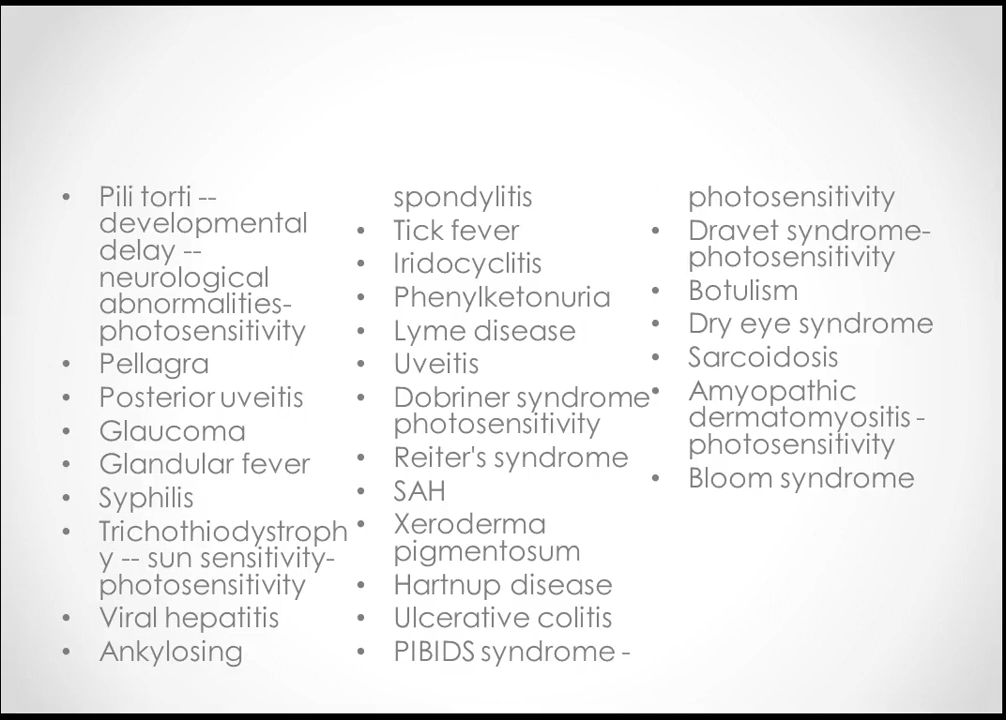 • Pili torti --
developmental
delay --
neurological
abnormalities-
photosensitivity
• Pellagra
• Posterior uveitis
• Glaucoma
• Glandular fever
• Syphilis
• Trichothiodystroph
y -- sun sensitivity-
photosensitivity
• Viral hepatitis
• Ankylosing
spondylitis
• Tick fever
• Iridocyclitis
• Phenylketonuria
• Lyme disease
• Uveitis
• Dobriner syndrome
photosensitivity
• Reiter's syndrome
• SAH
• Xeroderma
pigmentosum
• Hartnup disease
• Ulcerative colitis
• PIBIDS syndrome -
photosensitivity
• Dravet syndrome-
photosensitivity
• Botulism
• Dry eye syndrome
• Sarcoidosis
• Amyopathic
dermatomyositis -
photosensitivity
• Bloom syndrome